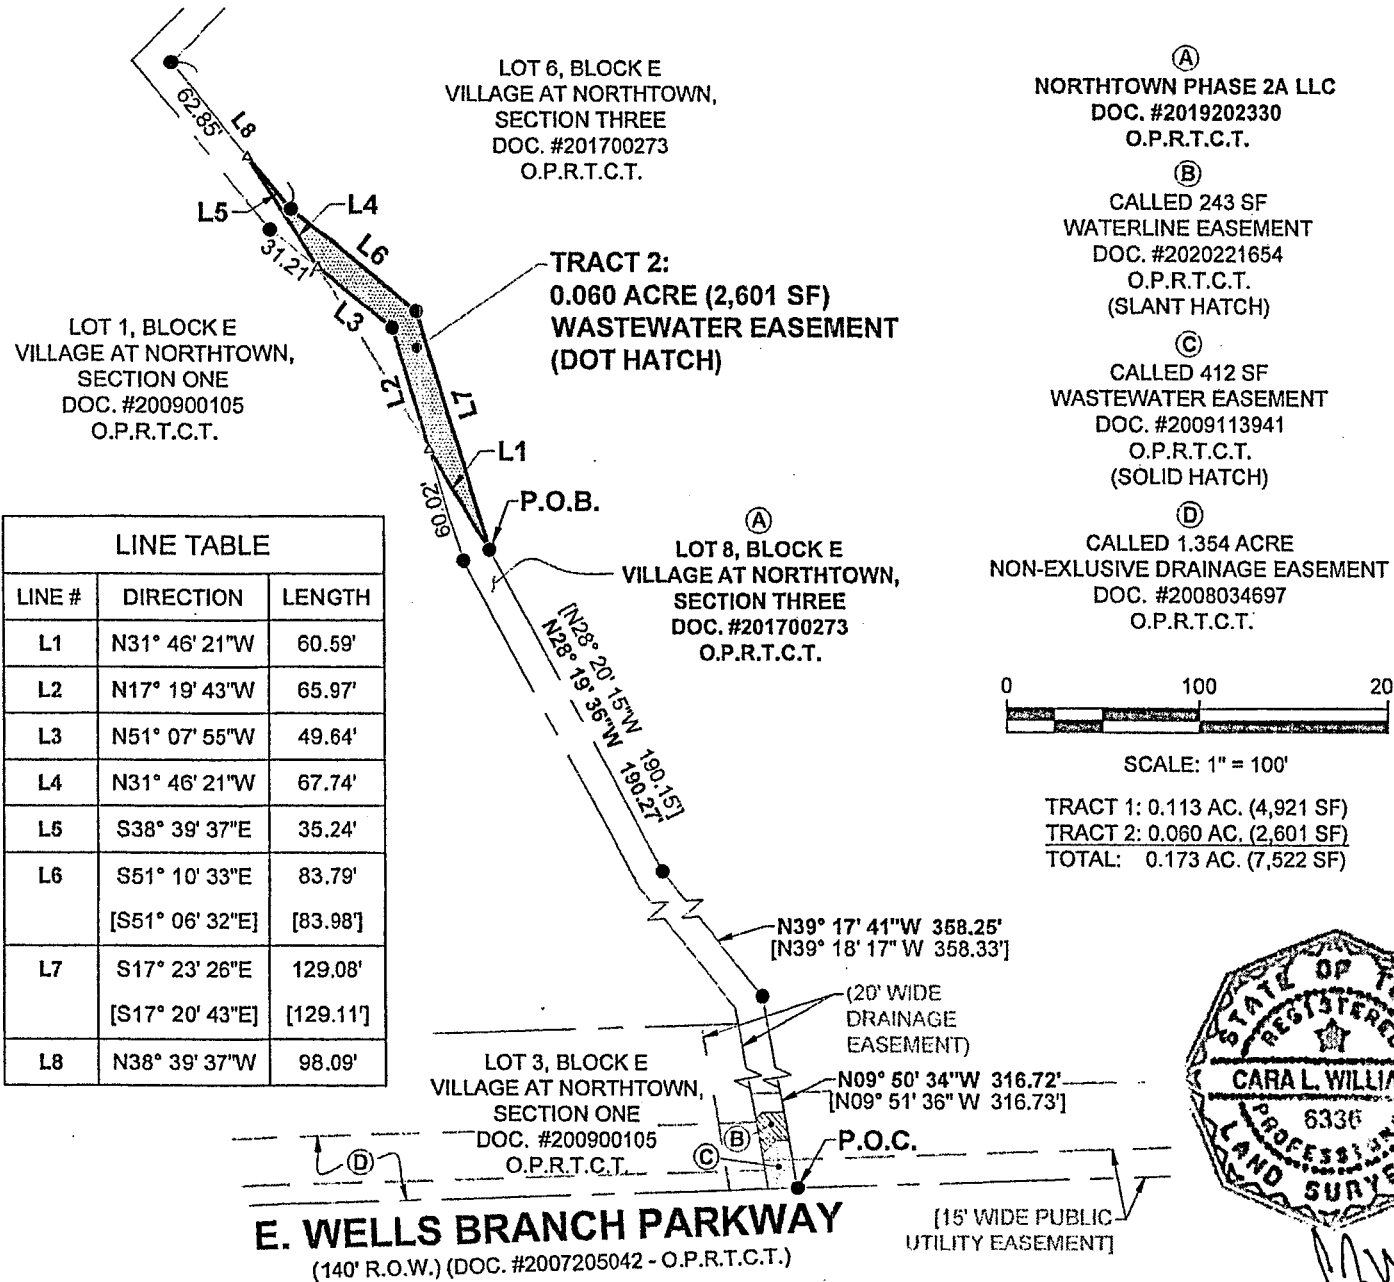 LOT 6, BLOCK E
VILLAGE AT NORTHTOWN,
SECTION THREE
DOC. #201700273
O.P.R.T.C.T.
Ⓐ
NORTHTOWN PHASE 2A LLC
DOC. #2019202330
O.P.R.T.C.T.
Ⓑ
CALLED 243 SF
WATERLINE EASEMENT
DOC. #2020221654
O.P.R.T.C.T.
(SLANT HATCH)
Ⓒ
CALLED 412 SF
WASTEWATER EASEMENT
DOC. #2009113941
O.P.R.T.C.T.
(SOLID HATCH)
Ⓓ
CALLED 1.354 ACRE
NON-EXLUSIVE DRAINAGE EASEMENT
DOC. #2008034697
O.P.R.T.C.T.
62.85'
L8
L5
L4
31.21'
L6
L3
TRACT 2:
0.060 ACRE (2,601 SF)
WASTEWATER EASEMENT
(DOT HATCH)
LOT 1, BLOCK E
VILLAGE AT NORTHTOWN,
SECTION ONE
DOC. #200900105
O.P.R.T.C.T.
L2
L7
L1
60.02'
P.O.B.
Ⓐ
LOT 8, BLOCK E
VILLAGE AT NORTHTOWN,
SECTION THREE
DOC. #201700273
O.P.R.T.C.T.
[N28° 20' 15"W 190.15']
N28° 19' 36"W 190.27'
LINE TABLE
LINE # DIRECTION LENGTH
L1 N31° 46' 21"W 60.59'
L2 N17° 19' 43"W 65.97'
L3 N51° 07' 55"W 49.64'
L4 N31° 46' 21"W 67.74'
L5 S38° 39' 37"E 35.24'
L6 S51° 10' 33"E 83.79'
[S51° 06' 32"E] [83.98']
L7 S17° 23' 26"E 129.08'
[S17° 20' 43"E] [129.11']
L8 N38° 39' 37"W 98.09'
0 100 20
SCALE: 1" = 100'
TRACT 1: 0.113 AC. (4,921 SF)
TRACT 2: 0.060 AC. (2,601 SF)
TOTAL: 0.173 AC. (7,522 SF)
N39° 17' 41"W 358.25'
[N39° 18' 17" W 358.33']
(20' WIDE
DRAINAGE
EASEMENT)
LOT 3, BLOCK E
VILLAGE AT NORTHTOWN,
SECTION ONE
DOC. #200900105
O.P.R.T.C.T.
N09° 50' 34"W 316.72'
[N09° 51' 36" W 316.73']
Ⓑ
Ⓒ
Ⓓ
P.O.C.
E. WELLS BRANCH PARKWAY
(140' R.O.W.) (DOC. #2007205042 - O.P.R.T.C.T.)
[15' WIDE PUBLIC
UTILITY EASEMENT]
STATE OF T
REGISTERE
CARA L. WILLIA
6336
PROFESSION
LAND SURVE